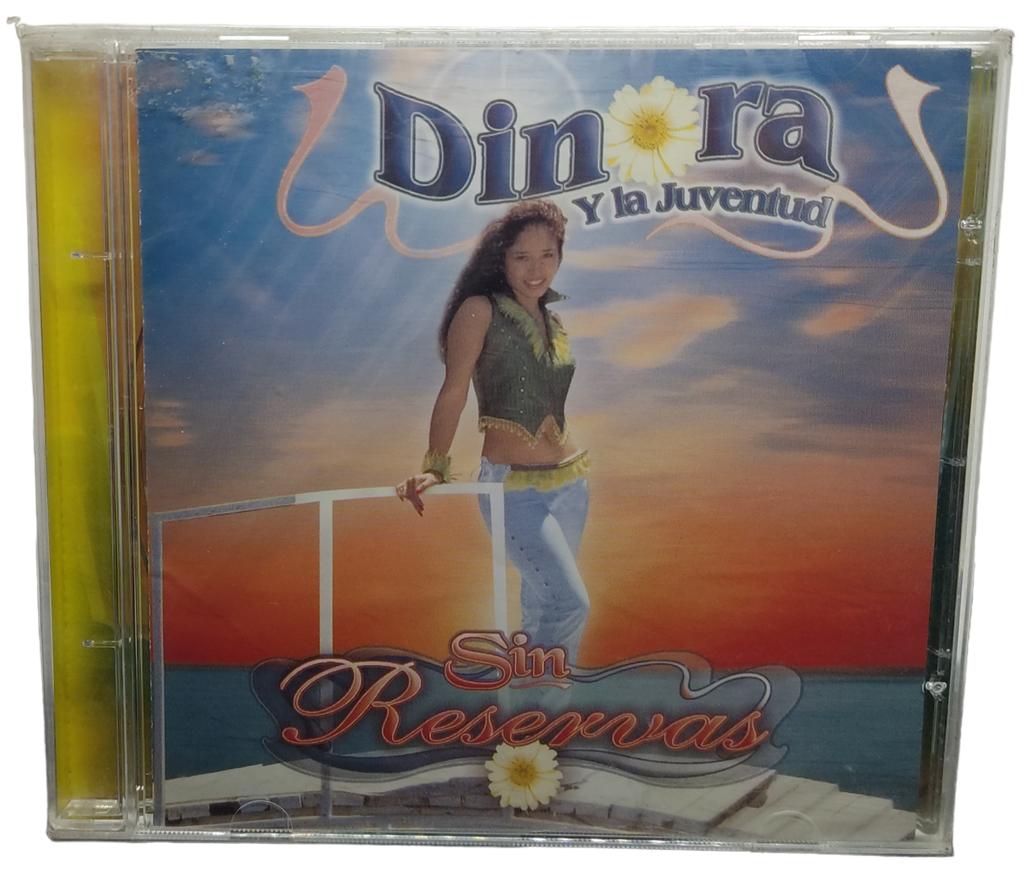 Dinora
Y la Juventud
Sin
Reservas